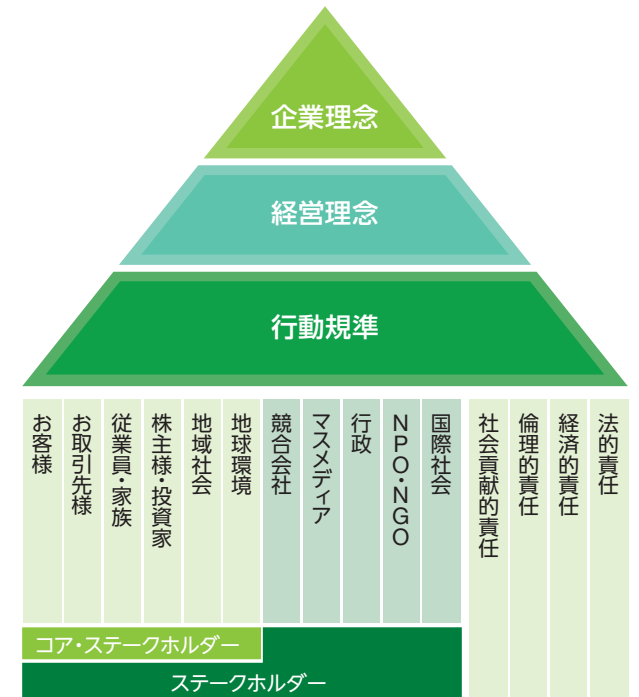 企業理念
経営理念
行動規準
お客様
お取引先様
従業員・家族
株主様・投資家
地域社会
地球環境
競合会社
マスメディア
行政
NPO・NGO
国際社会
社会貢献的責任
倫理的責任
経済的責任
法的責任
コア・ステークホルダー
ステークホルダー